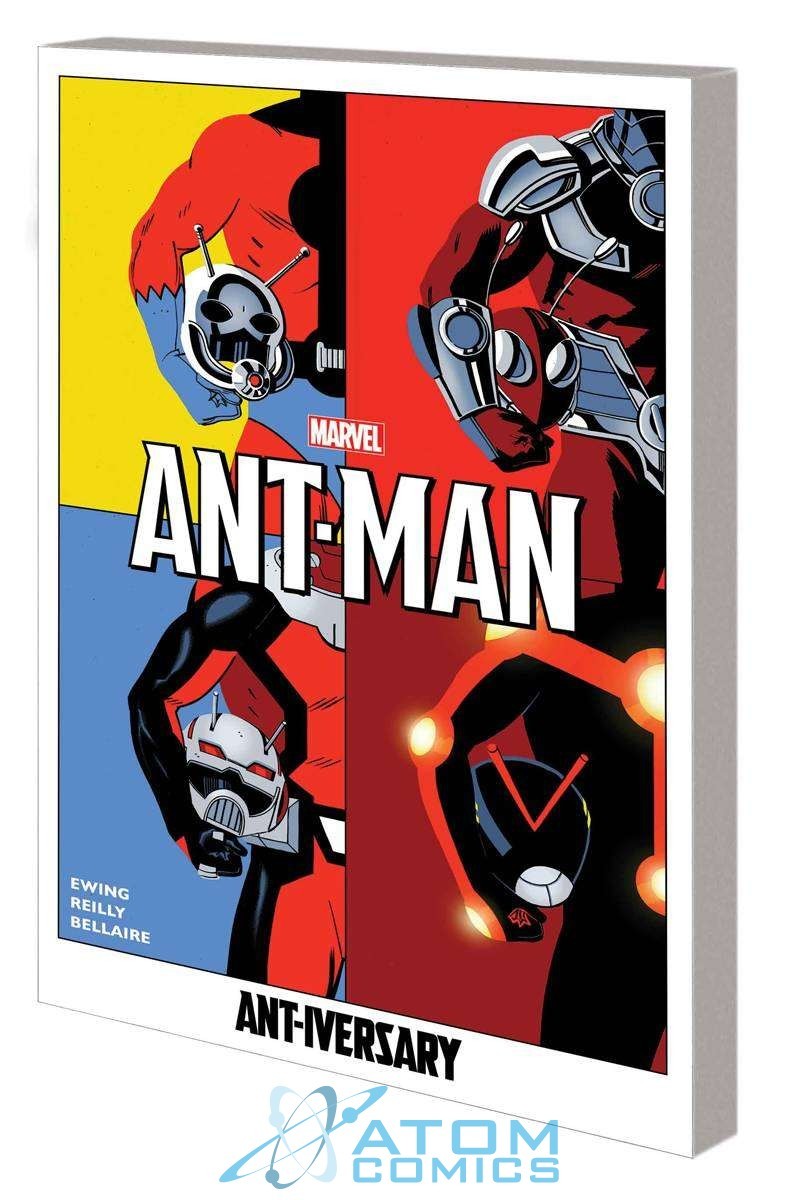 MARVEL
ANT-MAN
EWING
REILLY
BELLAIRE
ANT-IVERSARY
ATOM
COMICS